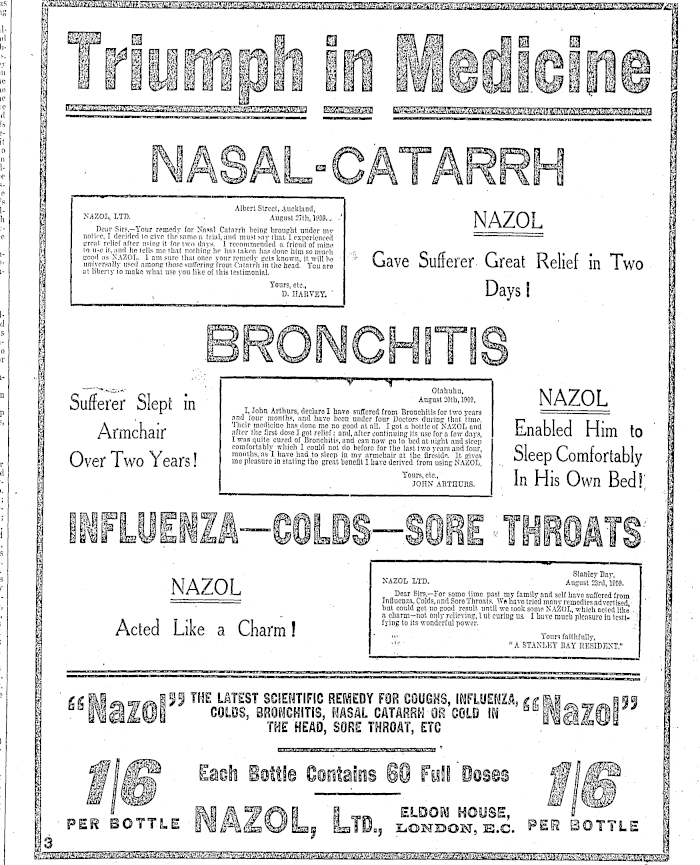 Triumph in Medicine
NASAL-CATARRH
Albert Street, Auckland,
August 27th, 1909.
NAZOL, LTD.
Dear Sirs,—Your remedy for Nasal Catarrh being brought under my
notice, I decided to give the same a trial, and must say that I experienced
great relief after using it for two days. I recommended a friend of mine
to use it, and he tells me that nothing he has taken has done him so much
good as NAZOL. I am sure that once your remedy gets known, it will be
universally used among those suffering from Catarrh in the head. You are
at liberty to make what use you like of this testimonial.
Yours, etc.,
D. HARVEY.
NAZOL
Gave Sufferer Great Relief in Two
Days!
BRONCHITIS
Sufferer Slept in
Armchair
Over Two Years!
Otahuhu,
August 20th, 1909.
I, John Arthurs, declare I have suffered from Bronchitis for two years
and four months, and have been under four Doctors during that time.
Their medicine has done me no good at all. I got a bottle of NAZOL and
after the first dose I got relief; and, after continuing its use for a few days,
I was quite cured of Bronchitis, and can now go to bed at night and sleep
comfortably which I could not do before for the last two years and four,
months, as I have had to sleep in my armchair at the fireside. It gives
me pleasure in stating the great benefit I have derived from using NAZOL.
Yours, etc.,
JOHN ARTHURS.
NAZOL
Enabled Him to
Sleep Comfortably
In His Own Bed!
INFLUENZA—COLDS—SORE THROATS
NAZOL
Acted Like a Charm!
Stanley Bay,
August 23rd, 1909.
NAZOL LTD.
Dear Sirs,—For some time past my family and self have suffered from
Influenza, Colds, and Sore Throats. We have tried many remedies advertised,
but could get no good result until we took some NAZOL, which acted like
a charm—not only relieving, but curing us. I have much pleasure in testi-
fying to its wonderful power.
Yours faithfully,
"A STANLEY BAY RESIDENT."
"Nazol" THE LATEST SCIENTIFIC REMEDY FOR COUGHS, INFLUENZA, "Nazol"
COLDS, BRONCHITIS, NASAL CATARRH OR COLD IN
THE HEAD, SORE THROAT, ETC
1/6
PER BOTTLE
Each Bottle Contains 60 Full Doses
NAZOL, LTD., ELDON HOUSE,
LONDON, E.C.
1/6
PER BOTTLE
3